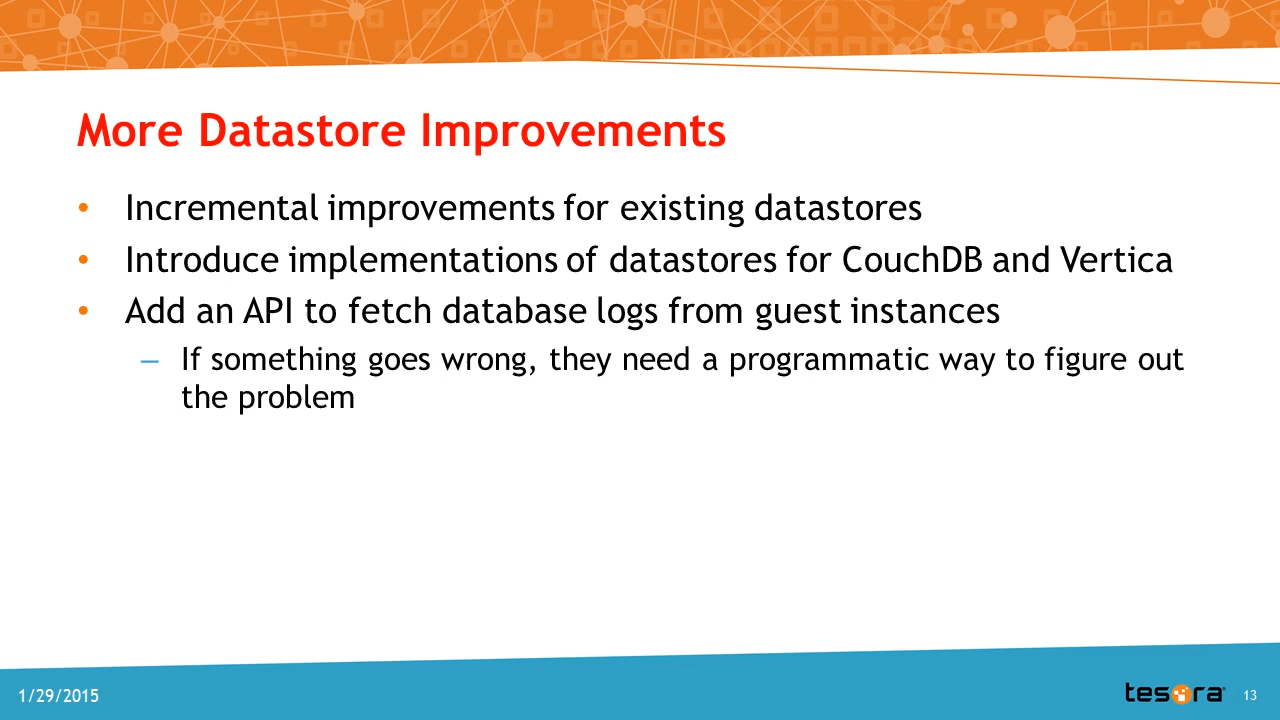 More Datastore Improvements
• Incremental improvements for existing datastores
• Introduce implementations of datastores for CouchDB and Vertica
• Add an API to fetch database logs from guest instances
– If something goes wrong, they need a programmatic way to figure out
the problem
1/29/2015
tesora
13